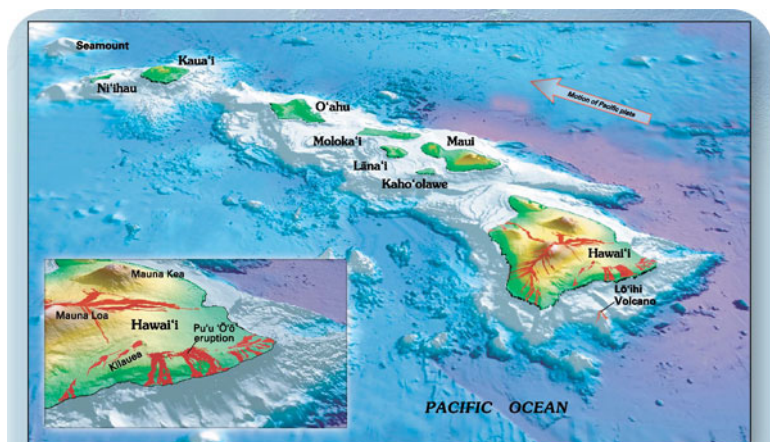 Seamount
Kaua‘i
Ni‘ihau
O‘ahu
Motion of Pacific plate
Moloka‘i
Maui
Lāna‘i
Kaho‘olawe
Hawai‘i
Lō‘ihi
Volcano
Mauna Kea
Mauna Loa
Hawai‘i
Pu‘u ‘Ō‘ō
eruption
Kīlauea
PACIFIC OCEAN